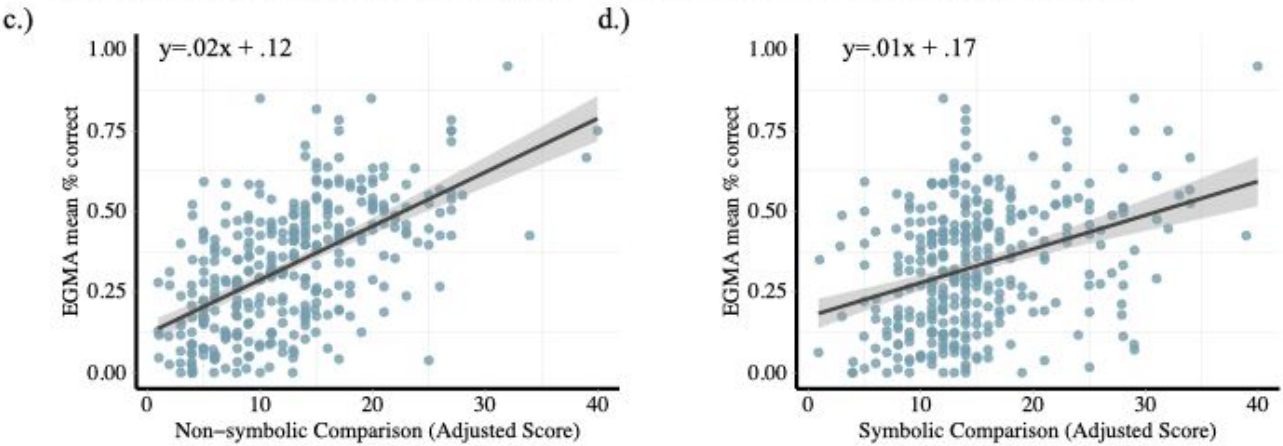 c.)
y=.02x + .12
EGMA mean % correct
1.00
0.75
0.50
0.25
0.00
0 10 20 30 40
Non-symbolic Comparison (Adjusted Score)
d.)
y=.01x + .17
EGMA mean % correct
1.00
0.75
0.50
0.25
0.00
0 10 20 30 40
Symbolic Comparison (Adjusted Score)